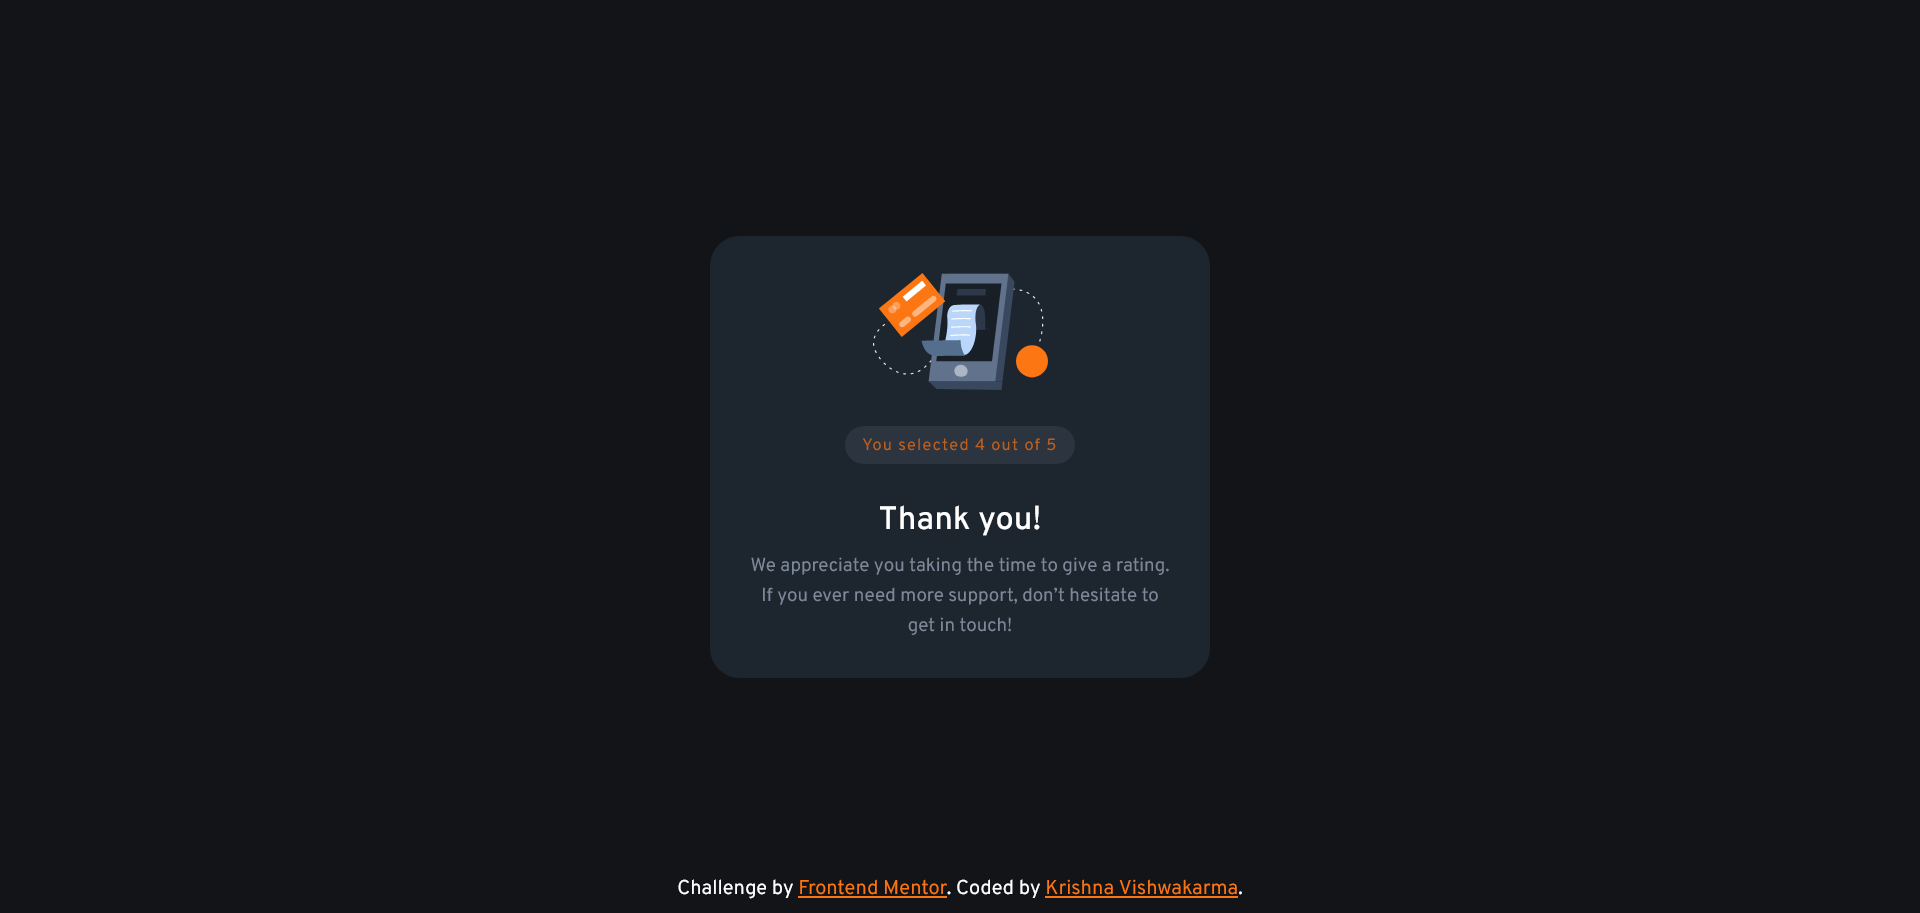 You selected 4 out of 5
Thank you!
We appreciate you taking the time to give a rating.
If you ever need more support, don’t hesitate to
get in touch!
Challenge by Frontend Mentor. Coded by Krishna Vishwakarma.